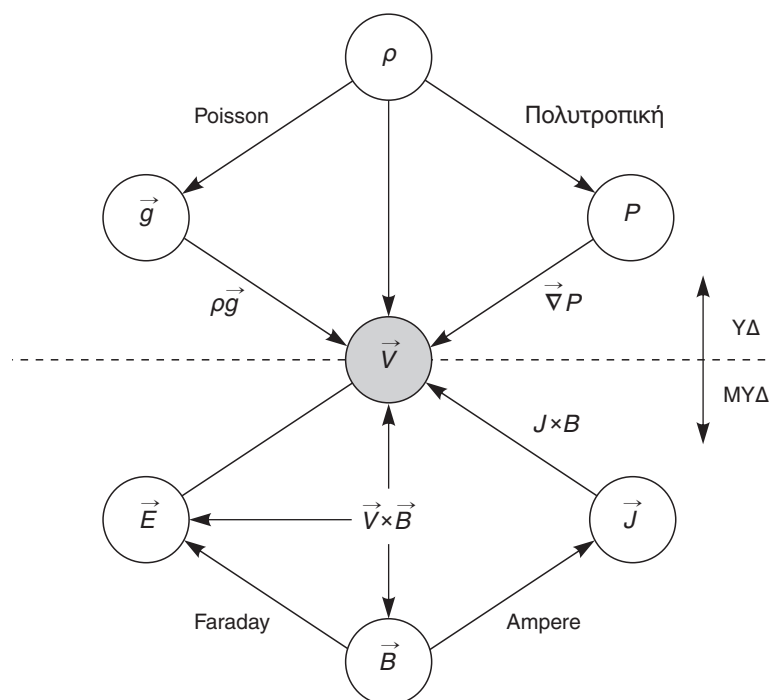 ρ
Poisson
Πολυτροπική
g⃗
P
ρg⃗
∇⃗P
ΥΔ
V⃗
ΜΥΔ
J×B
E⃗
V⃗×B⃗
J⃗
Faraday
Ampere
B⃗